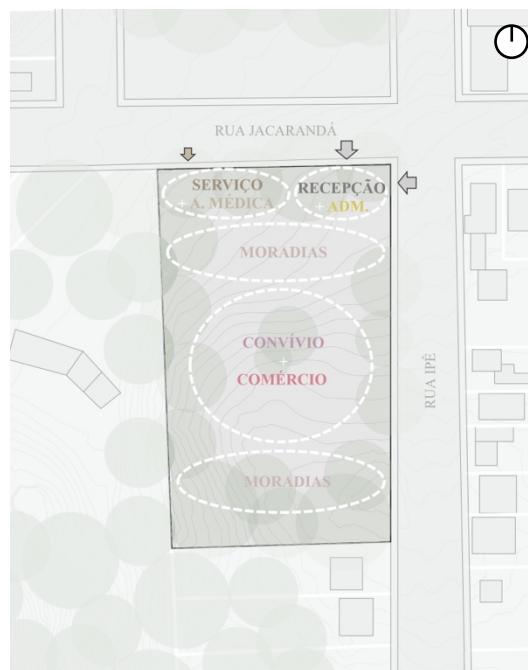 RUA JACARANDÁ
SERVIÇO
+ A. MÉDICA
RECEPÇÃO
+ ADM.
MORADIAS
CONVÍVIO
+
COMÉRCIO
RUA IPÊ
MORADIAS